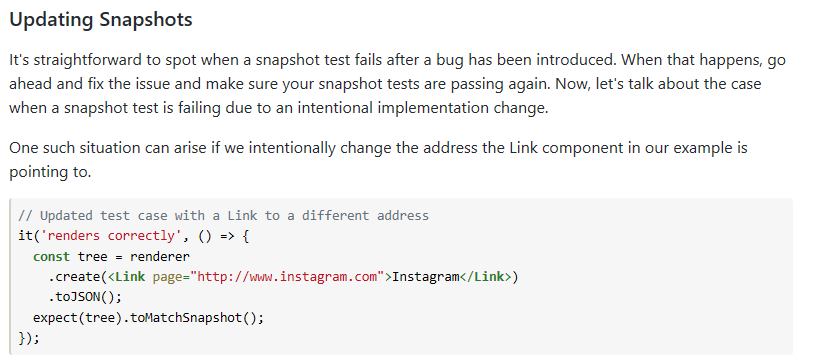 Updating Snapshots
It's straightforward to spot when a snapshot test fails after a bug has been introduced. When that happens, go
ahead and fix the issue and make sure your snapshot tests are passing again. Now, let's talk about the case
when a snapshot test is failing due to an intentional implementation change.
One such situation can arise if we intentionally change the address the Link component in our example is
pointing to.
// Updated test case with a Link to a different address
it('renders correctly', () => {
  const tree = renderer
    .create(<Link page="http://www.instagram.com">Instagram</Link>)
    .toJSON();
  expect(tree).toMatchSnapshot();
});